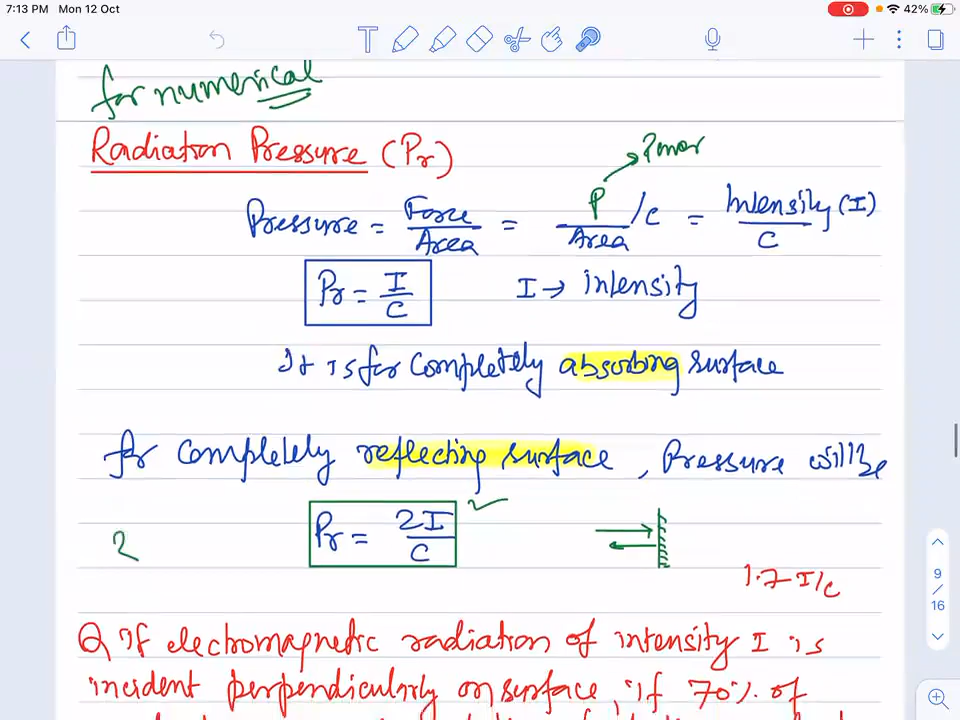 7:13 PM Mon 12 Oct 42%
T
for numerical
Radiation Pressure (Pr)
Power
Pressure = Force/Area = P/Area /c = Intensity (I)/C
Pr = I/C I → intensity
It is for completely absorbing surface
for completely reflecting surface, Pressure will be
2 Pr = 2I/C
1.7 I/c
9
/
16
Q if electromagnetic radiation of intensity I is
incident perpendicularly on surface, if 70% of